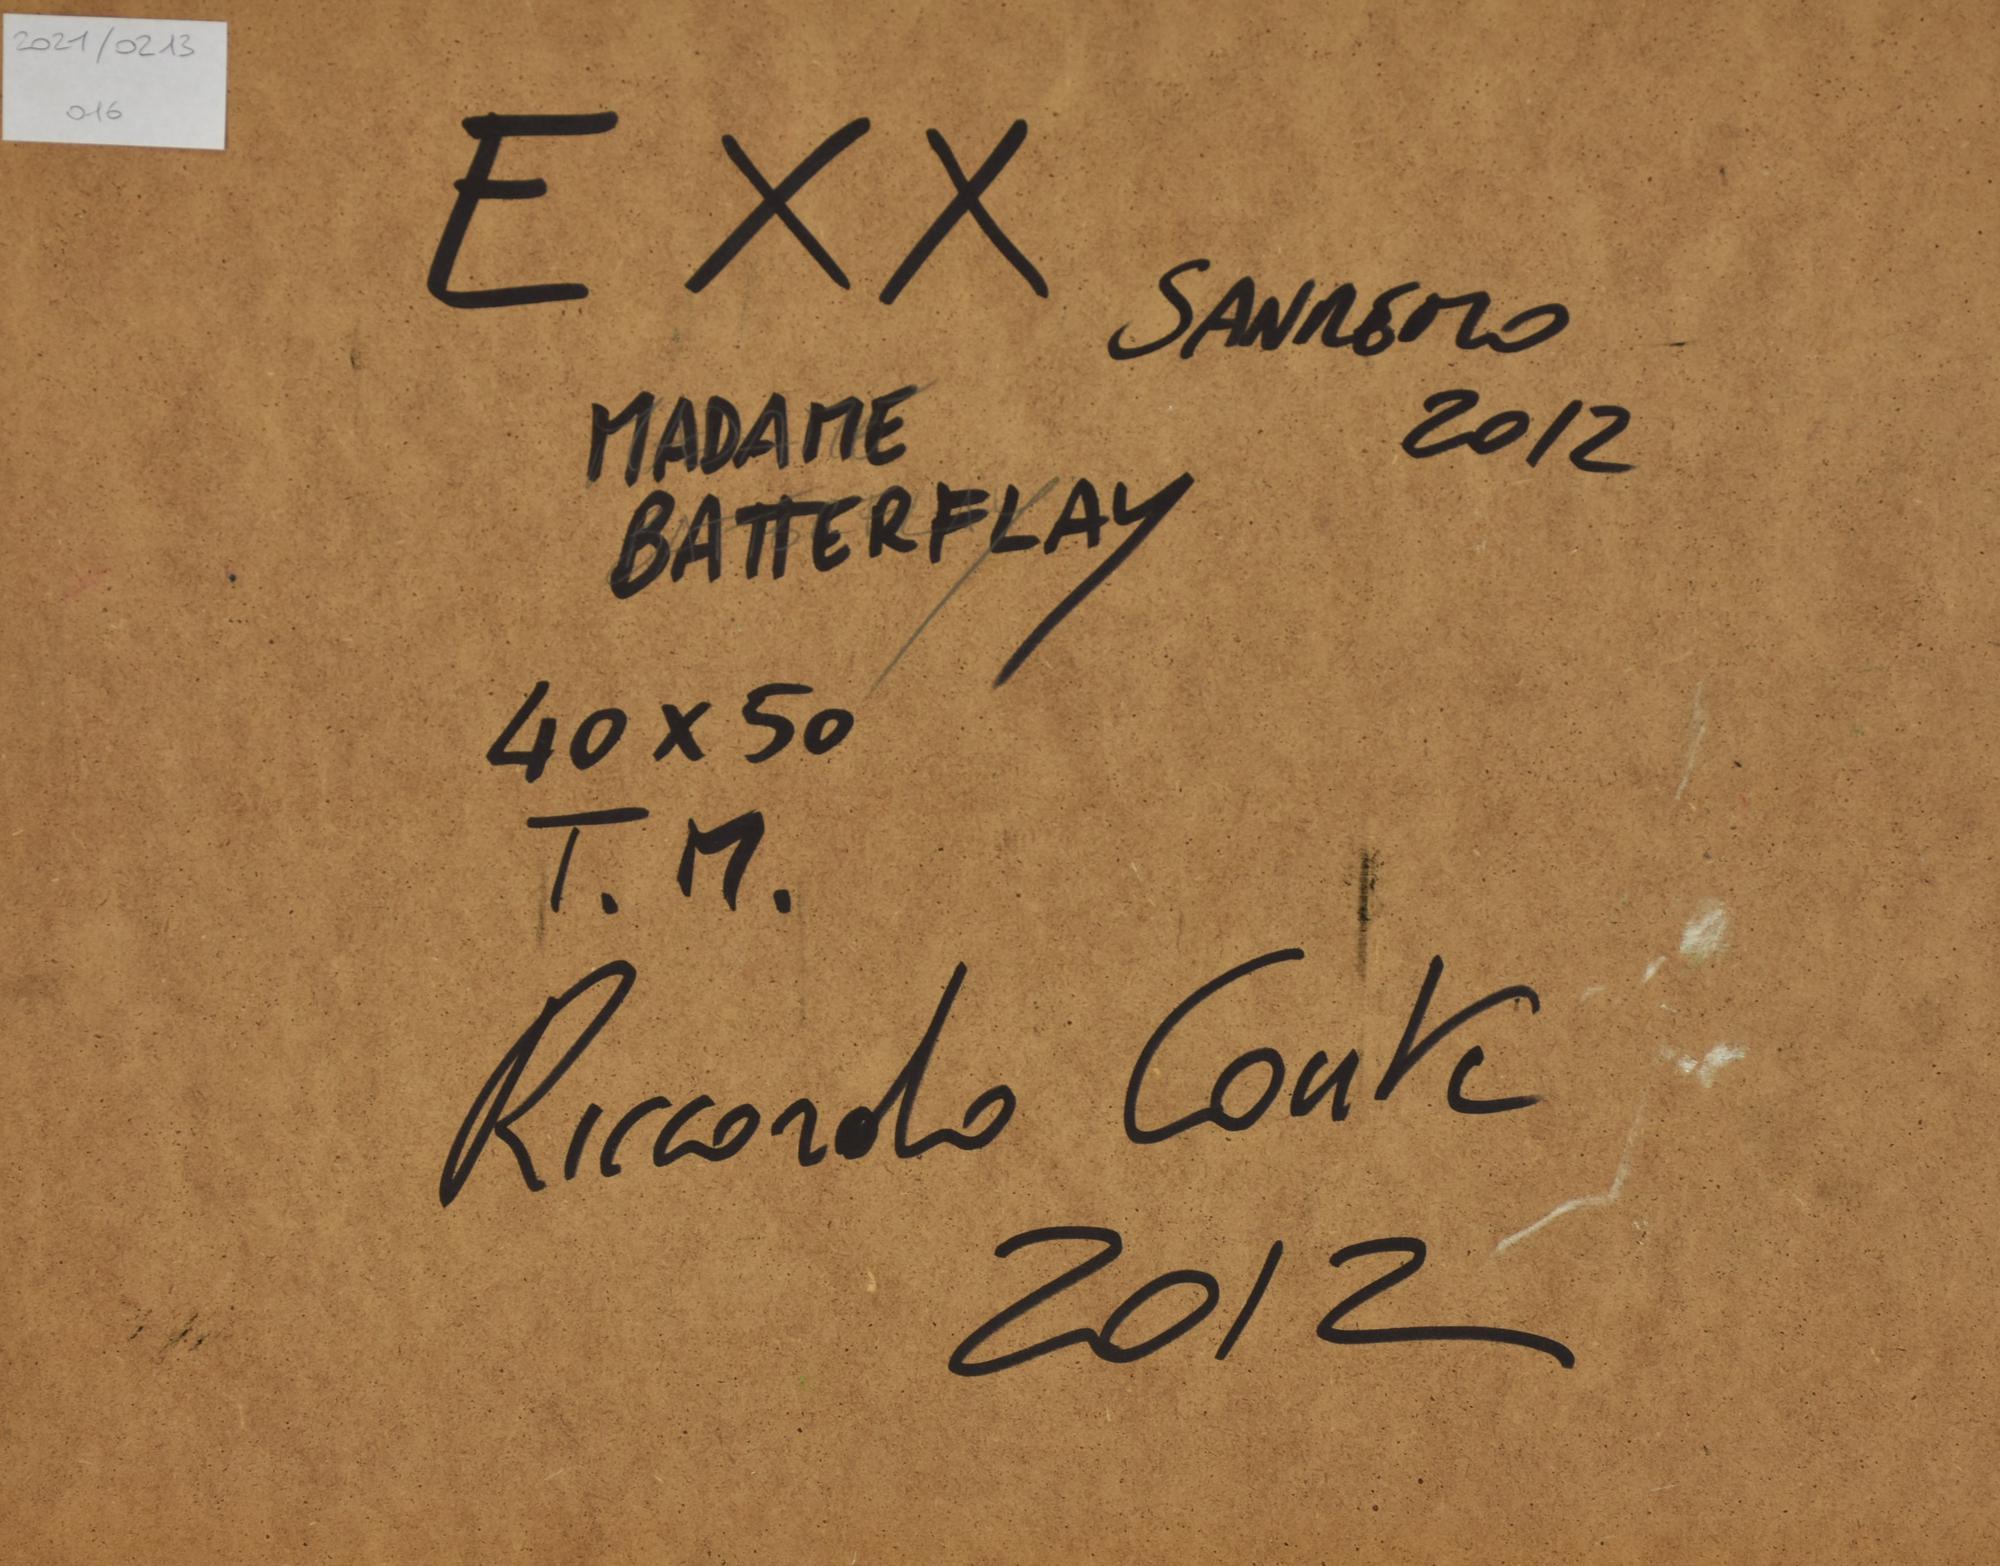 2021/0213
016
EXX
SANREMO
2012
MADAME
BATTERFLAY
40 x 50
T. M.
Riccardo Conte
2012